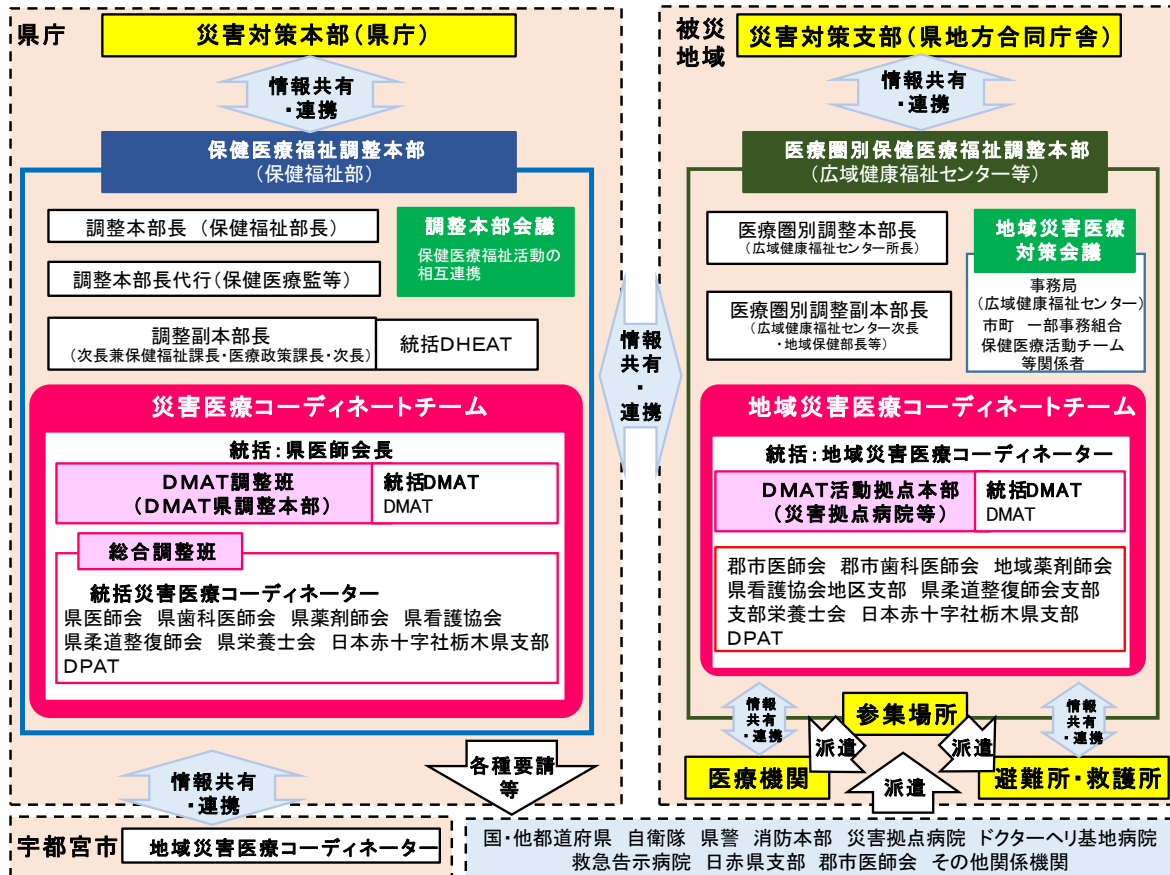 県庁
災害対策本部（県庁）
情報共有
・連携
保健医療福祉調整本部
（保健福祉部）
調整本部長（保健福祉部長）
調整本部長代行（保健医療監等）
調整副本部長
（次長兼保健福祉課長・医療政策課長・次長）
統括DHEAT
調整本部会議
保健医療福祉活動の
相互連携
災害医療コーディネートチーム
統括：県医師会長
DMAT調整班
（DMAT県調整本部）
統括DMAT
DMAT
総合調整班
統括災害医療コーディネーター
県医師会　県歯科医師会　県薬剤師会　県看護協会
県柔道整復師会　県栄養士会　日本赤十字社栃木県支部
DPAT
情報共有
・連携
各種要請
等
宇都宮市
地域災害医療コーディネーター
情報
共有
・
連携
被災
地域
災害対策支部（県地方合同庁舎）
情報共有
・連携
医療圏別保健医療福祉調整本部
（広域健康福祉センター等）
医療圏別調整本部長
（広域健康福祉センター所長）
医療圏別調整副本部長
（広域健康福祉センター次長
・地域保健部長等）
地域災害医療
対策会議
事務局
（広域健康福祉センター）
市町　一部事務組合
保健医療活動チーム
等関係者
地域災害医療コーディネートチーム
統括：地域災害医療コーディネーター
DMAT活動拠点本部
（災害拠点病院等）
統括DMAT
DMAT
郡市医師会　郡市歯科医師会　地域薬剤師会
県看護協会地区支部　県柔道整復師会支部
支部栄養士会　日本赤十字社栃木県支部
DPAT
情報
共有
・連携
参集場所
情報
共有
・連携
派遣
派遣
医療機関
派遣
避難所・救護所
国・他都道府県　自衛隊　県警　消防本部　災害拠点病院　ドクターヘリ基地病院
救急告示病院　日赤県支部　郡市医師会　その他関係機関